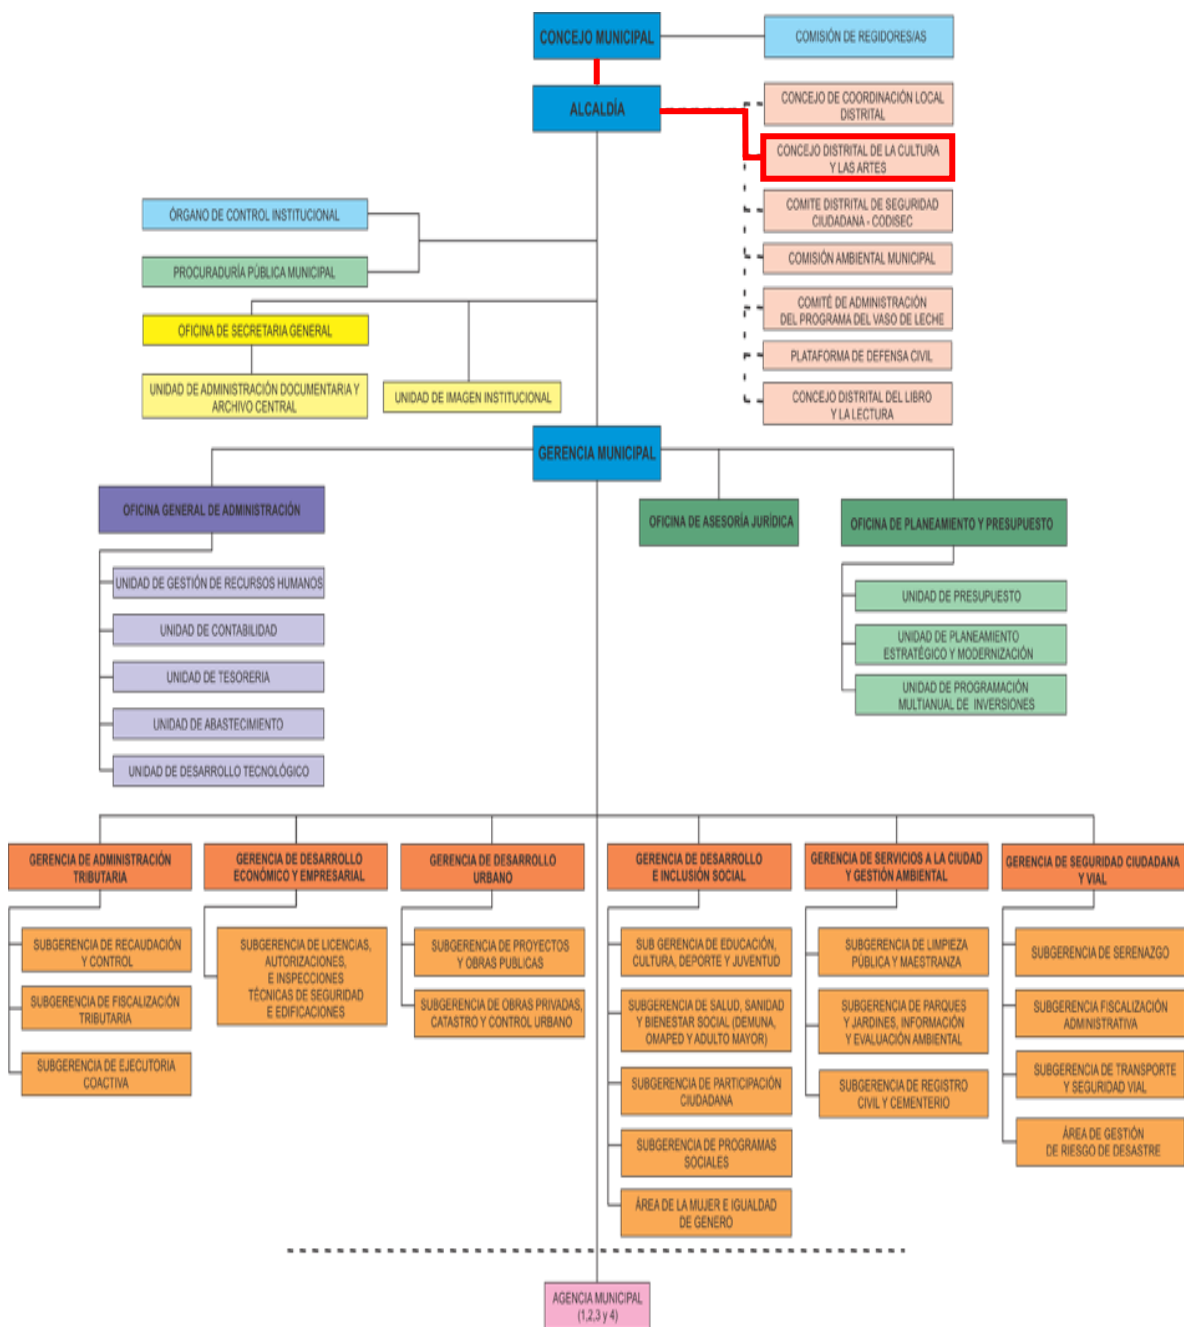 CONCEJO MUNICIPAL
COMISIÓN DE REGIDORES/AS
ALCALDÍA
CONCEJO DE COORDINACIÓN LOCAL
DISTRITAL
CONCEJO DISTRITAL DE LA CULTURA
Y LAS ARTES
COMITE DISTRITAL DE SEGURIDAD
CIUDADANA - CODISEC
COMISIÓN AMBIENTAL MUNICIPAL
COMITÉ DE ADMINISTRACIÓN
DEL PROGRAMA DEL VASO DE LECHE
PLATAFORMA DE DEFENSA CIVIL
CONCEJO DISTRITAL DEL LIBRO
Y LA LECTURA
ÓRGANO DE CONTROL INSTITUCIONAL
PROCURADURÍA PÚBLICA MUNICIPAL
OFICINA DE SECRETARIA GENERAL
UNIDAD DE ADMINISTRACIÓN DOCUMENTARIA Y
ARCHIVO CENTRAL
UNIDAD DE IMAGEN INSTITUCIONAL
GERENCIA MUNICIPAL
OFICINA GENERAL DE ADMINISTRACIÓN
UNIDAD DE GESTIÓN DE RECURSOS HUMANOS
UNIDAD DE CONTABILIDAD
UNIDAD DE TESORERIA
UNIDAD DE ABASTECIMIENTO
UNIDAD DE DESARROLLO TECNOLÓGICO
OFICINA DE ASESORÍA JURÍDICA
OFICINA DE PLANEAMIENTO Y PRESUPUESTO
UNIDAD DE PRESUPUESTO
UNIDAD DE PLANEAMIENTO
ESTRATÉGICO Y MODERNIZACIÓN
UNIDAD DE PROGRAMACIÓN
MULTIANUAL DE INVERSIONES
GERENCIA DE ADMINISTRACIÓN
TRIBUTARIA
SUBGERENCIA DE RECAUDACIÓN
Y CONTROL
SUBGERENCIA DE FISCALIZACIÓN
TRIBUTARIA
SUBGERENCIA DE EJECUTORIA
COACTIVA
GERENCIA DE DESARROLLO
ECONÓMICO Y EMPRESARIAL
SUBGERENCIA DE LICENCIAS,
AUTORIZACIONES,
E INSPECCIONES
TÉCNICAS DE SEGURIDAD
E EDIFICACIONES
GERENCIA DE DESARROLLO
URBANO
SUBGERENCIA DE PROYECTOS
Y OBRAS PUBLICAS
SUBGERENCIA DE OBRAS PRIVADAS,
CATASTRO Y CONTROL URBANO
GERENCIA DE DESARROLLO
E INCLUSIÓN SOCIAL
SUB GERENCIA DE EDUCACIÓN,
CULTURA, DEPORTE Y JUVENTUD
SUBGERENCIA DE SALUD, SANIDAD
Y BIENESTAR SOCIAL (DEMUNA,
OMAPED Y ADULTO MAYOR)
SUBGERENCIA DE PARTICIPACIÓN
CIUDADANA
SUBGERENCIA DE PROGRAMAS
SOCIALES
ÁREA DE LA MUJER E IGUALDAD
DE GENERO
GERENCIA DE SERVICIOS A LA CIUDAD
Y GESTIÓN AMBIENTAL
SUBGERENCIA DE LIMPIEZA
PÚBLICA Y MAESTRANZA
SUBGERENCIA DE PARQUES
Y JARDINES, INFORMACIÓN
Y EVALUACIÓN AMBIENTAL
SUBGERENCIA DE REGISTRO
CIVIL Y CEMENTERIO
GERENCIA DE SEGURIDAD CIUDADANA
Y VIAL
SUBGERENCIA DE SERENAZGO
SUBGERENCIA FISCALIZACIÓN
ADMINISTRATIVA
SUBGERENCIA DE TRANSPORTE
Y SEGURIDAD VIAL
ÁREA DE GESTIÓN
DE RIESGO DE DESASTRE
AGENCIA MUNICIPAL
(1,2,3 y 4)